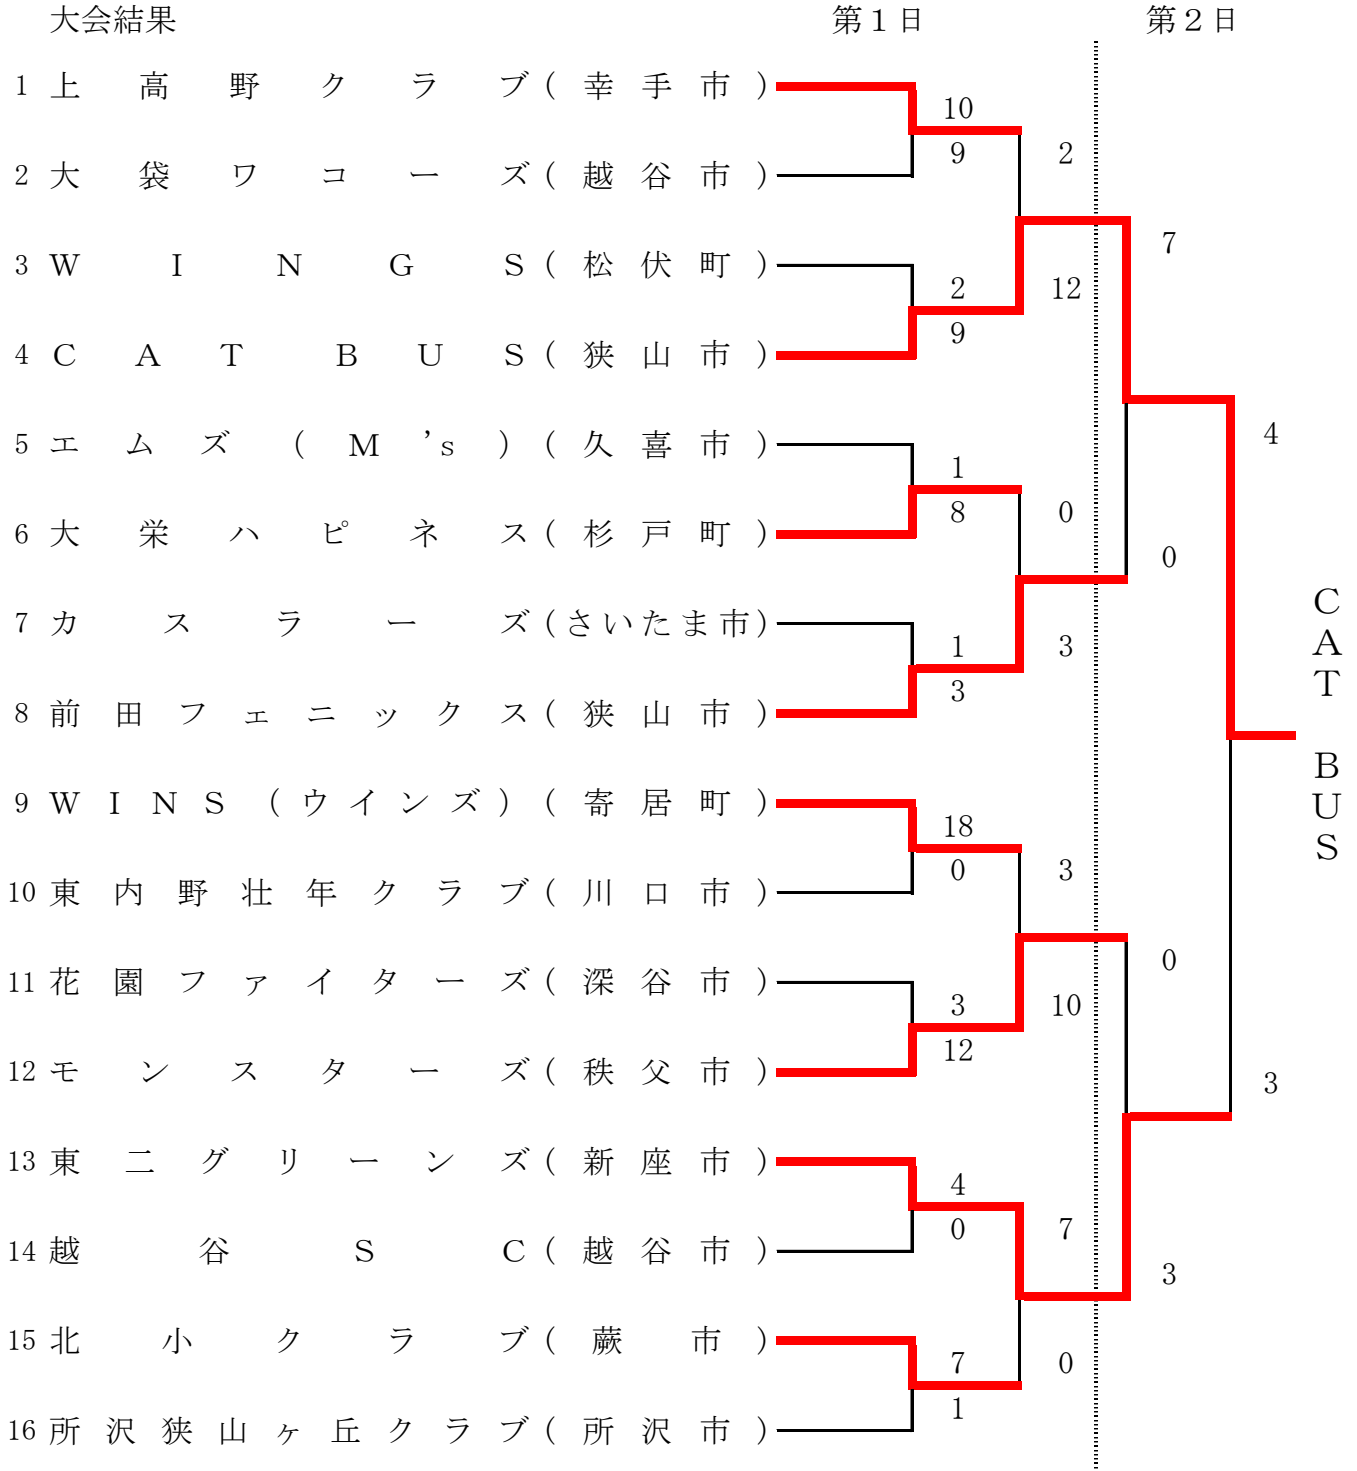 大会結果 第1日 第2日
1 上高野クラブ(幸手市)
10
9 2
2 大袋ワコーズ(越谷市)
7
3 WINGS(松伏町)
2 12
9
4 CAT BUS(狭山市)
4
5 エムズ(M's)(久喜市)
1
8 0
6 大栄ハピネス(杉戸町)
0
7 カスラーズ(さいたま市)
1 3
3
8 前田フェニックス(狭山市)
CAT BUS
9 WINS(ウインズ)(寄居町)
18
0 3
10 東内野壮年クラブ(川口市)
0
11 花園ファイターズ(深谷市)
3 10
12
12 モンスターズ(秩父市)
3
13 東二グリーンズ(新座市)
4
0 7
14 越谷SC(越谷市)
3
15 北小クラブ(蕨市)
7 0
1
16 所沢狭山ヶ丘クラブ(所沢市)